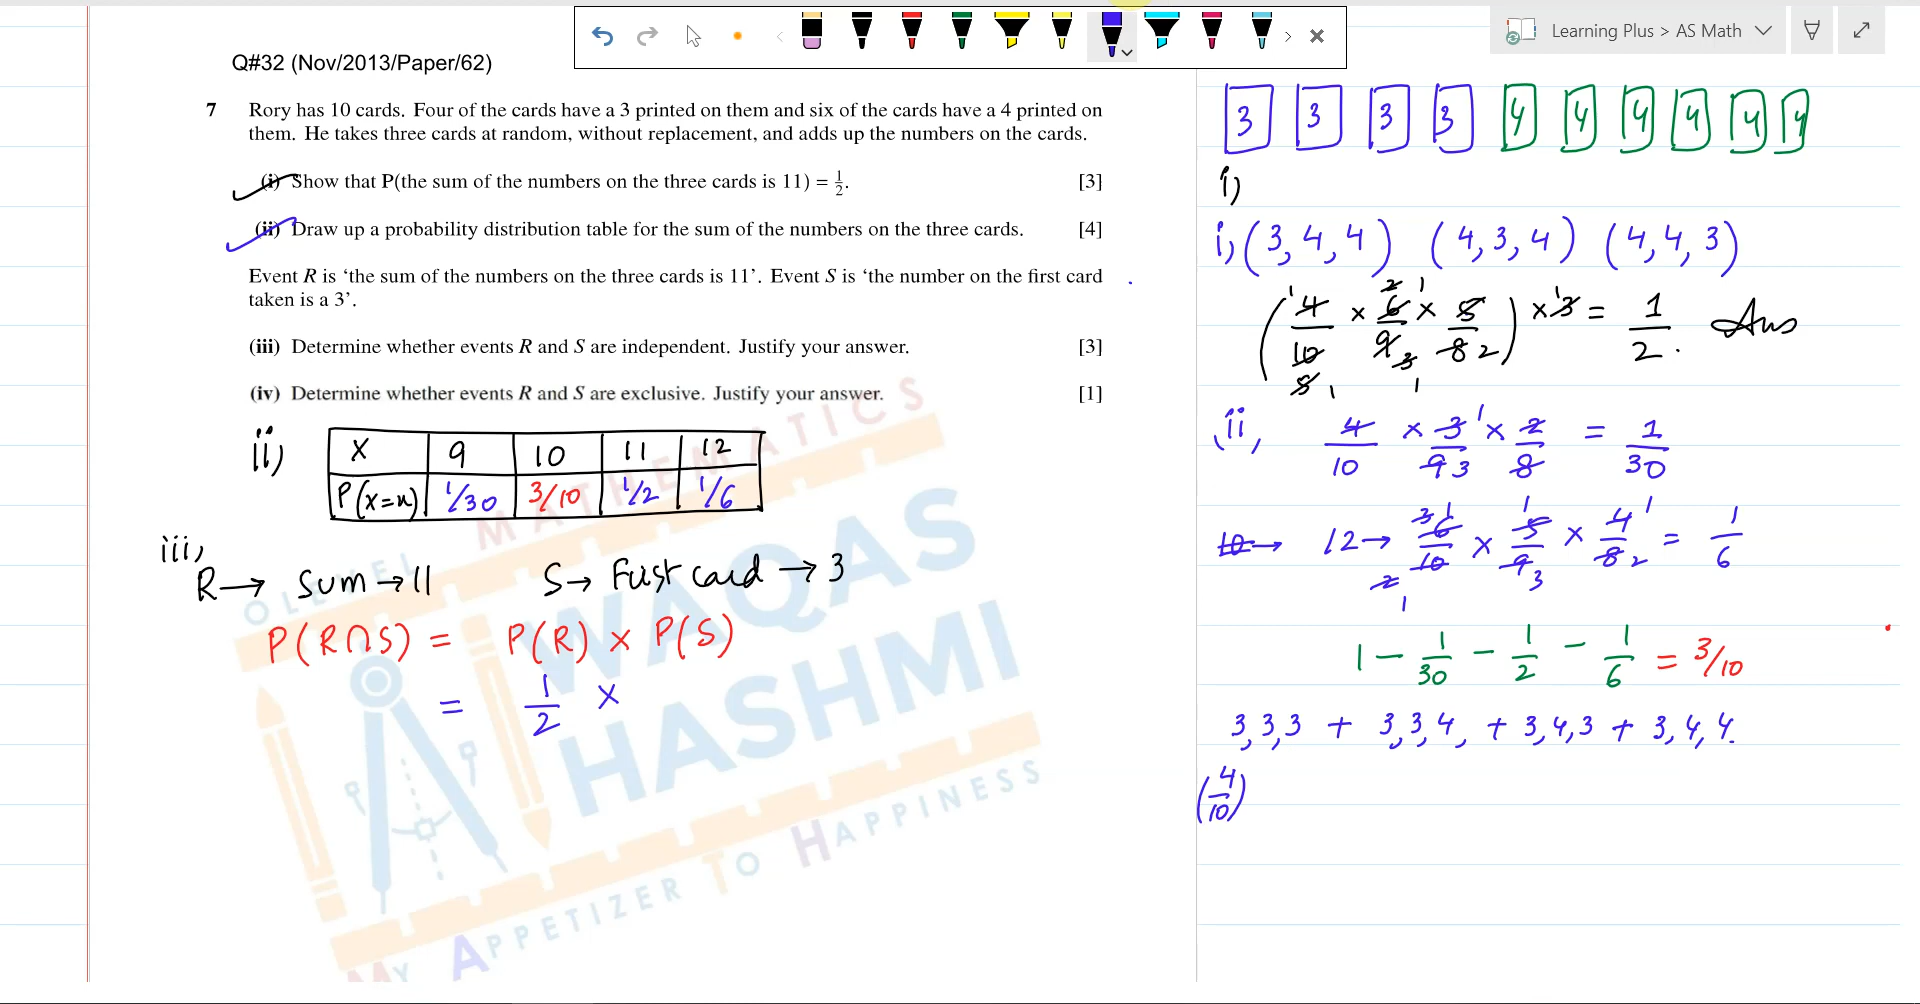 Learning Plus > AS Math
Q#32 (Nov/2013/Paper/62)
7 Rory has 10 cards. Four of the cards have a 3 printed on them and six of the cards have a 4 printed on
them. He takes three cards at random, without replacement, and adds up the numbers on the cards.
(i) Show that P(the sum of the numbers on the three cards is 11) = 1/2. [3]
(ii) Draw up a probability distribution table for the sum of the numbers on the three cards. [4]
Event R is ‘the sum of the numbers on the three cards is 11’. Event S is ‘the number on the first card
taken is a 3’.
(iii) Determine whether events R and S are independent. Justify your answer. [3]
(iv) Determine whether events R and S are exclusive. Justify your answer. [1]
ii)
X 9 10 11 12
P(X=x) 1/30 3/10 1/2 1/6
iii,
R→ Sum→11 S→ First card → 3
P(R∩S) = P(R) x P(S)
= 1/2 x
3 3 3 3 4 4 4 4 4 4
i)
i, (3,4,4) (4,3,4) (4,4,3)
(4/10 x 6/9 x 5/8) x 3 = 1/2. Ans
ii, 4/10 x 3/9 x 2/8 = 1/30
10→ 12→ 6/10 x 5/9 x 4/8 = 1/6
1 - 1/30 - 1/2 - 1/6 = 3/10
3,3,3 + 3,3,4, + 3,4,3 + 3,4,4.
(4/10)
O LEVEL MATHEMATICS
WAQAS
HASHMI
MY APPETIZER TO HAPPINESS